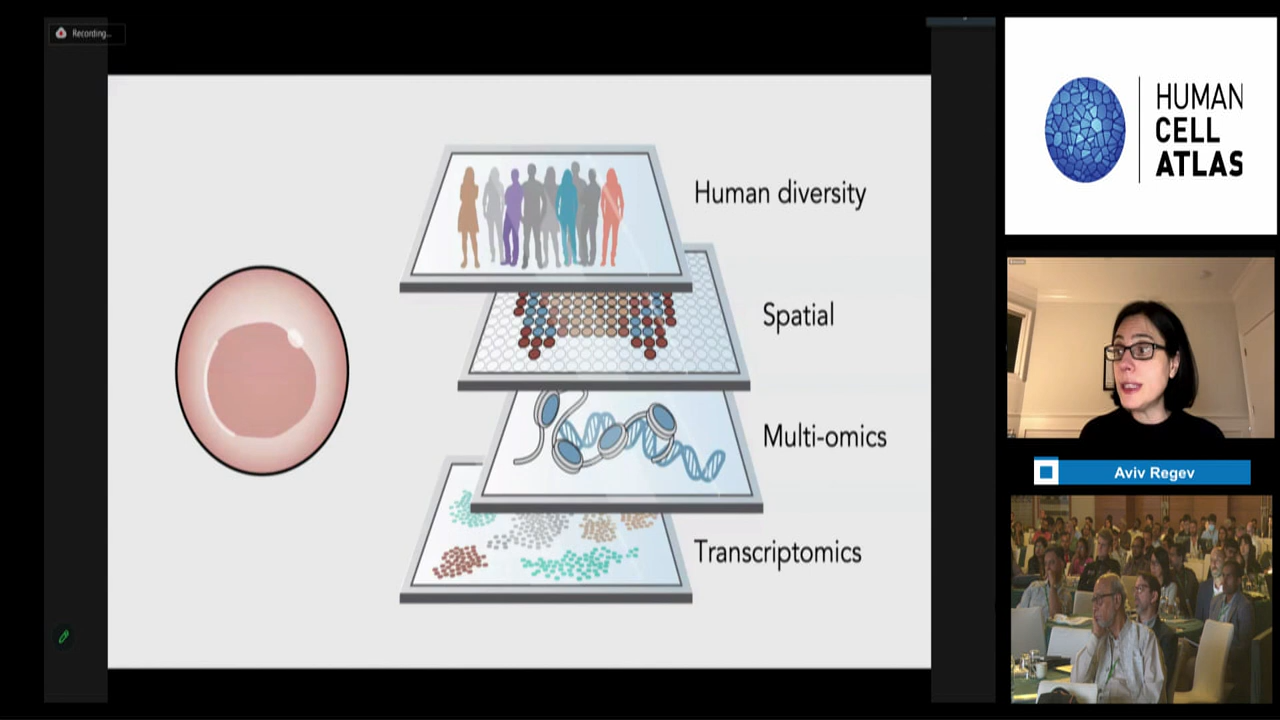 Recording...
Human diversity
Spatial
Multi-omics
Transcriptomics
HUMAN
CELL
ATLAS
Aviv Regev